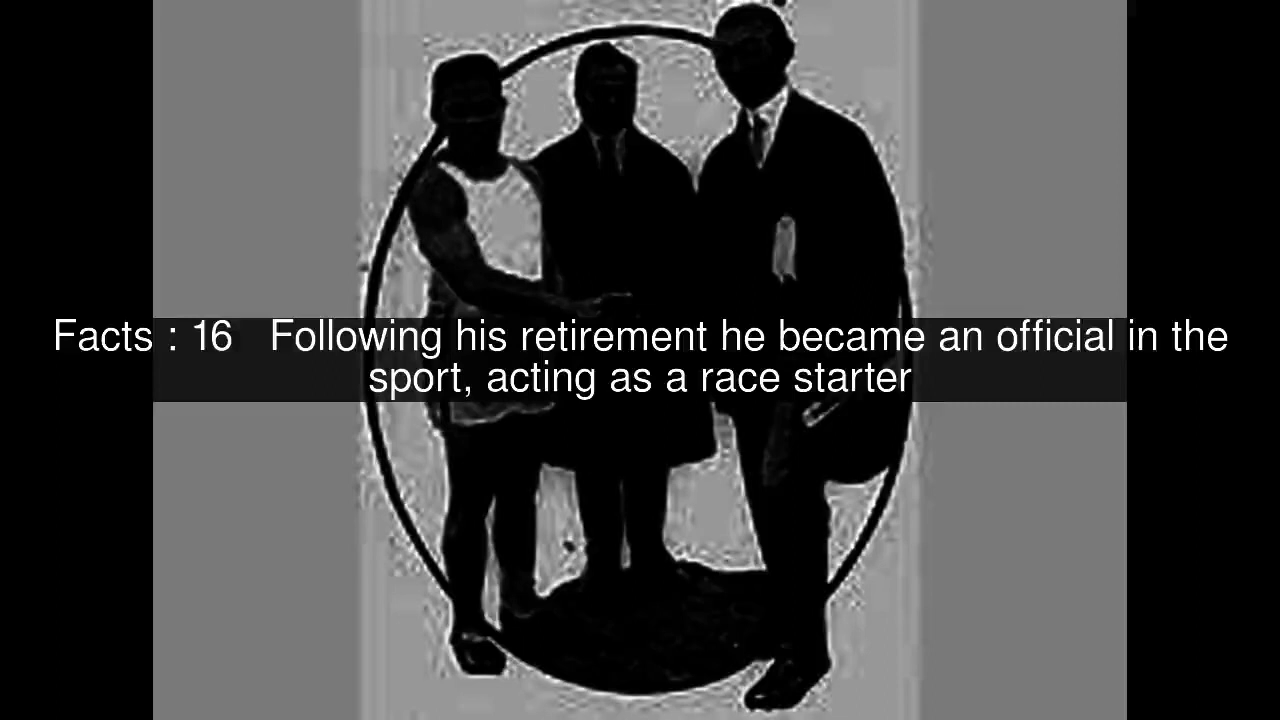 Facts : 16   Following his retirement he became an official in the
sport, acting as a race starter